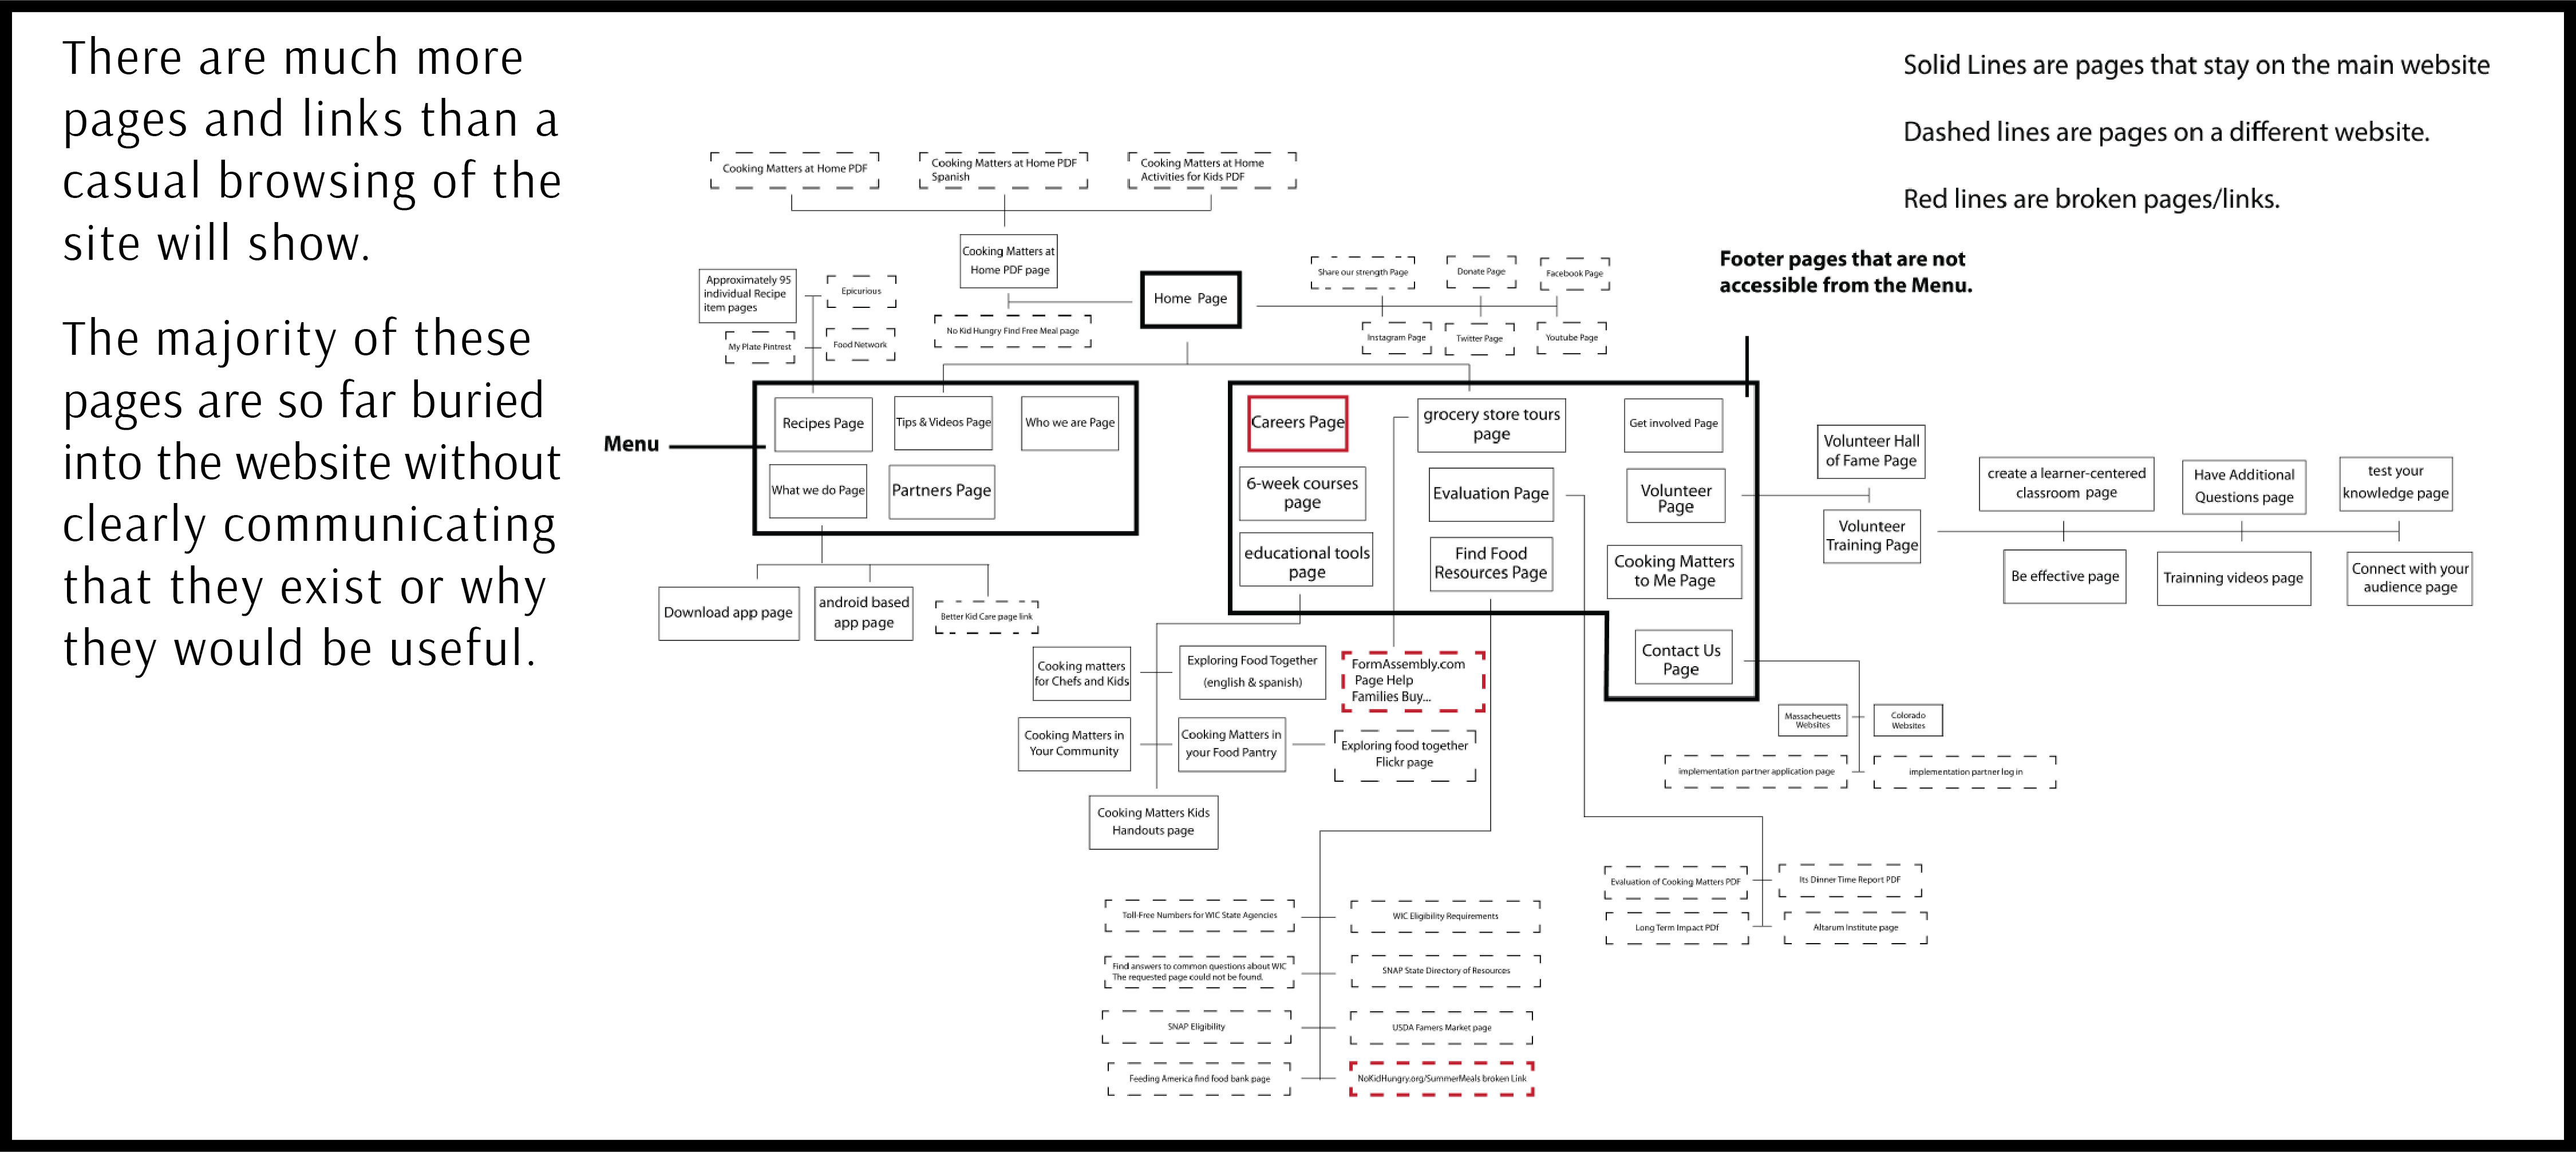 There are much more
pages and links than a
casual browsing of the
site will show.
The majority of these
pages are so far buried
into the website without
clearly communicating
that they exist or why
they would be useful.
Solid Lines are pages that stay on the main website
Dashed lines are pages on a different website.
Red lines are broken pages/links.
Footer pages that are not
accessible from the Menu.
Cooking Matters at Home PDF
Cooking Matters at Home PDF
Spanish
Cooking Matters at Home
Activities for Kids PDF
Cooking Matters at
Home PDF page
No Kid Hungry Find Free Meal page
Home Page
Share our strength Page
Donate Page
Facebook Page
Instagram Page
Twitter Page
Youtube Page
Approximately 95
individual Recipe
item pages
Epicurious
My Plate Pintrest
Food Network
Menu
Recipes Page
Tips & Videos Page
Who we are Page
What we do Page
Partners Page
Download app page
android based
app page
Better Kid Care page link
Careers Page
grocery store tours
page
Get involved Page
6-week courses
page
Evaluation Page
Volunteer
Page
educational tools
page
Find Food
Resources Page
Cooking Matters
to Me Page
Contact Us
Page
Volunteer Hall
of Fame Page
Volunteer
Training Page
create a learner-centered
classroom page
Have Additional
Questions page
test your
knowledge page
Be effective page
Trainning videos page
Connect with your
audience page
Cooking matters
for Chefs and Kids
Exploring Food Together
(english & spanish)
FormAssembly.com
Page Help
Families Buy...
Cooking Matters in
Your Community
Cooking Matters in
your Food Pantry
Exploring food together
Flickr page
Cooking Matters Kids
Handouts page
Massacheuetts
Websites
Colorado
Websites
implementation partner application page
implementation partner log in
Evaluation of Cooking Matters PDF
Its Dinner Time Report PDF
Long Term Impact PDf
Altarum Institute page
Toll-Free Numbers for WIC State Agencies
WIC Eligibility Requirements
Find answers to common questions about WIC
The requested page could not be found.
SNAP State Directory of Resources
SNAP Eligibility
USDA Famers Market page
Feeding America find food bank page
NoKidHungry.org/SummerMeals broken Link